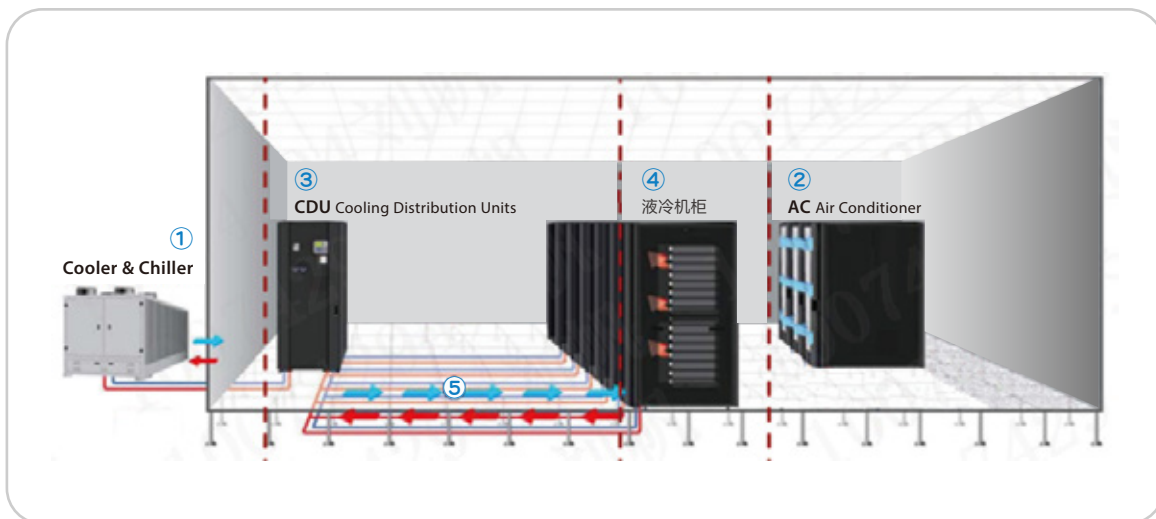 ③
CDU Cooling Distribution Units
④
液冷机柜
②
AC Air Conditioner
①
Cooler & Chiller
⑤